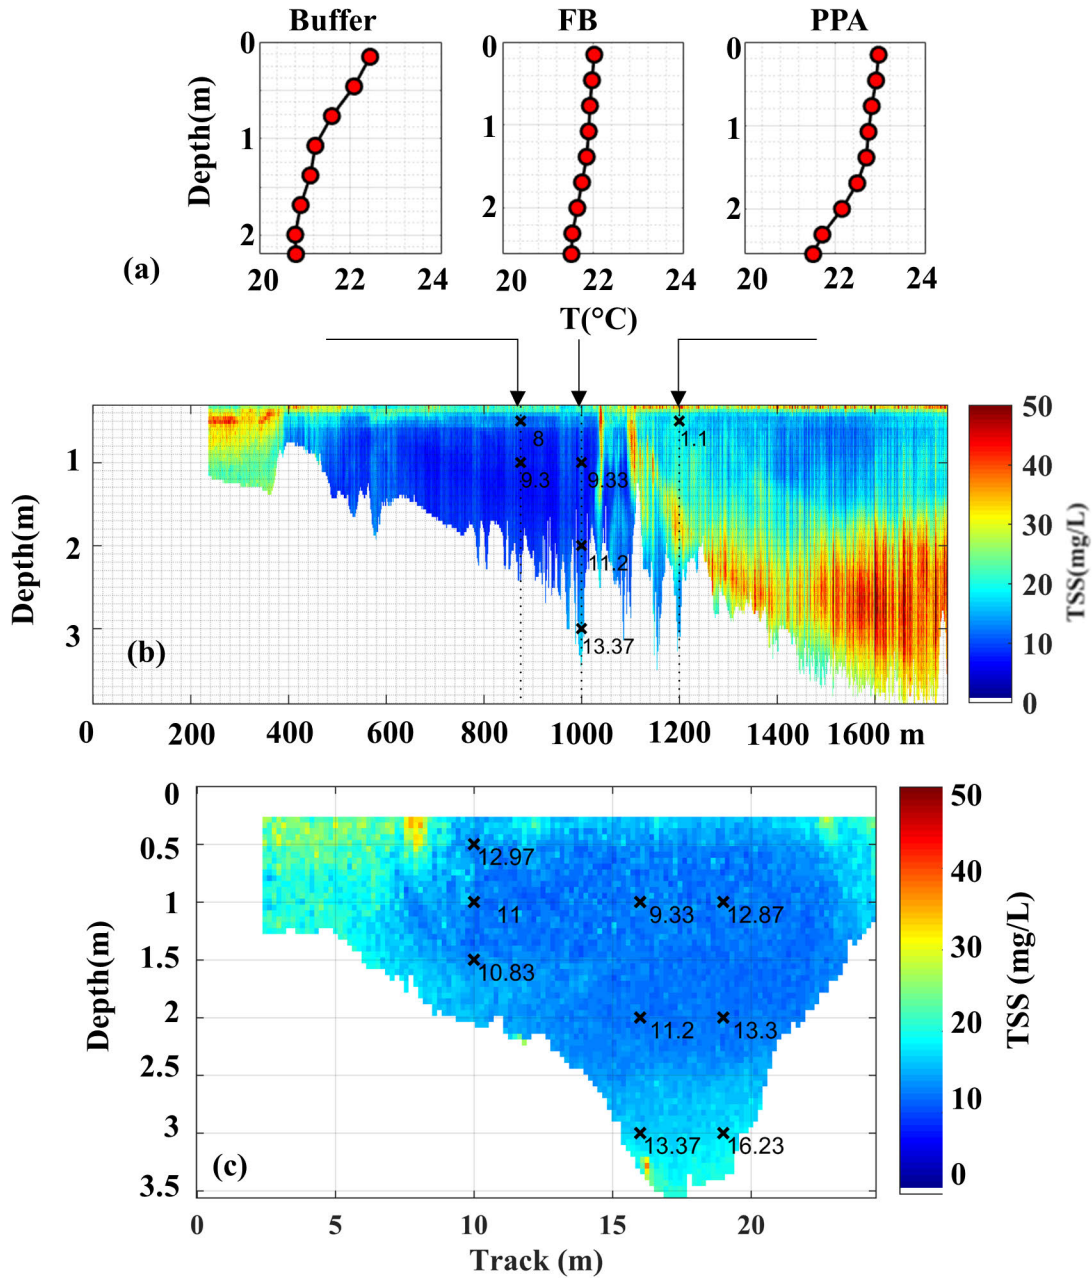 Buffer FB PPA
0 0 0
Depth(m)
1 1 1
2 2 2
(a)
20 22 24 20 22 24 20 22 24
T(°C)
50
8 1.1
40
1 9.3 9.33
Depth(m)
30
2 11.2
TSS(mg/L)
20
3 13.37
10
(b)
0
0 200 400 600 800 1000 1200 1400 1600 m
0 50
0.5 12.97
40
1 11 9.33 12.87
30
1.5 10.83
Depth(m)
TSS (mg/L)
2 11.2 13.3
20
2.5
10
3 13.37 16.23
(c)
0
3.5
0 5 10 15 20
Track (m)